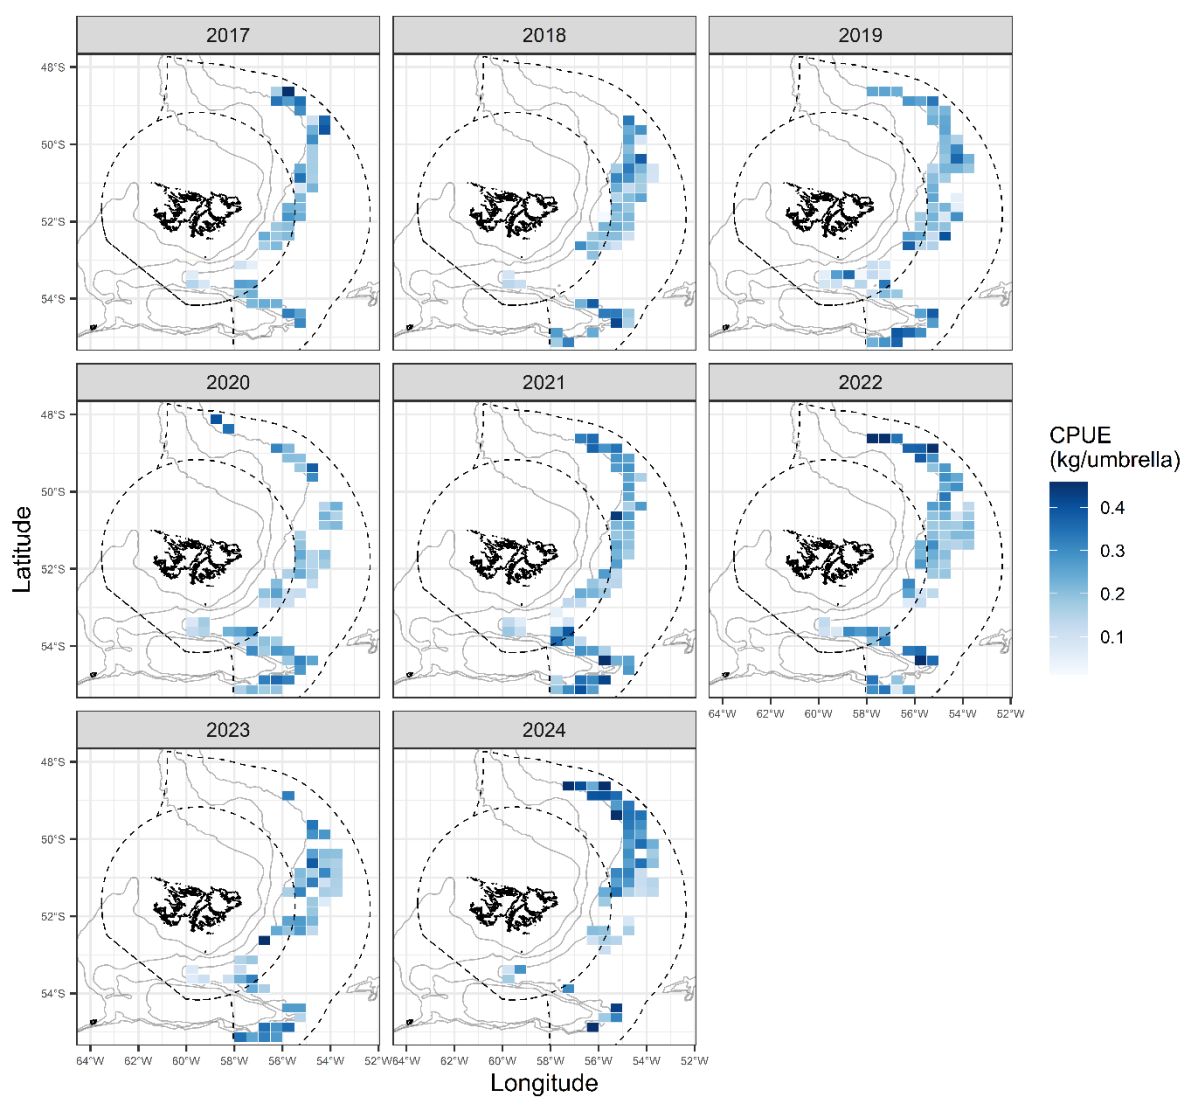 2017 2018 2019
48°S
50°S
52°S
54°S
2020 2021 2022
48°S
50°S
52°S
54°S
64°W 62°W 60°W 58°W 56°W 54°W 52°W
2023 2024
48°S
50°S
52°S
54°S
64°W 62°W 60°W 58°W 56°W 54°W 52°W 64°W 62°W 60°W 58°W 56°W 54°W 52°W
Latitude
Longitude
CPUE
(kg/umbrella)
0.4
0.3
0.2
0.1